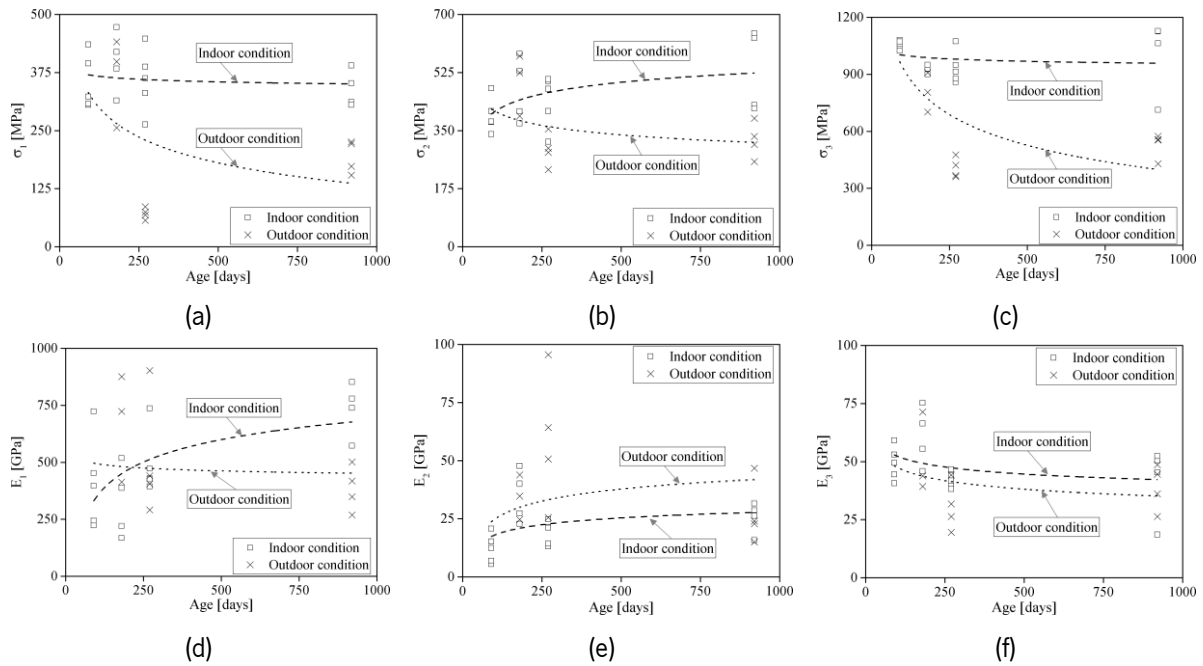 500
375
250
125
0
σ1 [MPa]
Indoor condition
Outdoor condition
Indoor condition
Outdoor condition
0 250 500 750 1000
Age [days]
(a)
700
525
350
175
0
σ2 [MPa]
Indoor condition
Outdoor condition
Indoor condition
Outdoor condition
0 250 500 750 1000
Age [days]
(b)
1200
900
600
300
0
σ3 [MPa]
Indoor condition
Outdoor condition
Indoor condition
Outdoor condition
0 250 500 750 1000
Age [days]
(c)
1000
750
500
250
0
E1 [GPa]
Indoor condition
Outdoor condition
Indoor condition
Outdoor condition
0 250 500 750 1000
Age [days]
(d)
100
75
50
25
0
E2 [GPa]
Indoor condition
Outdoor condition
Outdoor condition
Indoor condition
0 250 500 750 1000
Age [days]
(e)
100
75
50
25
0
E3 [GPa]
Indoor condition
Outdoor condition
Indoor condition
Outdoor condition
0 250 500 750 1000
Age [days]
(f)